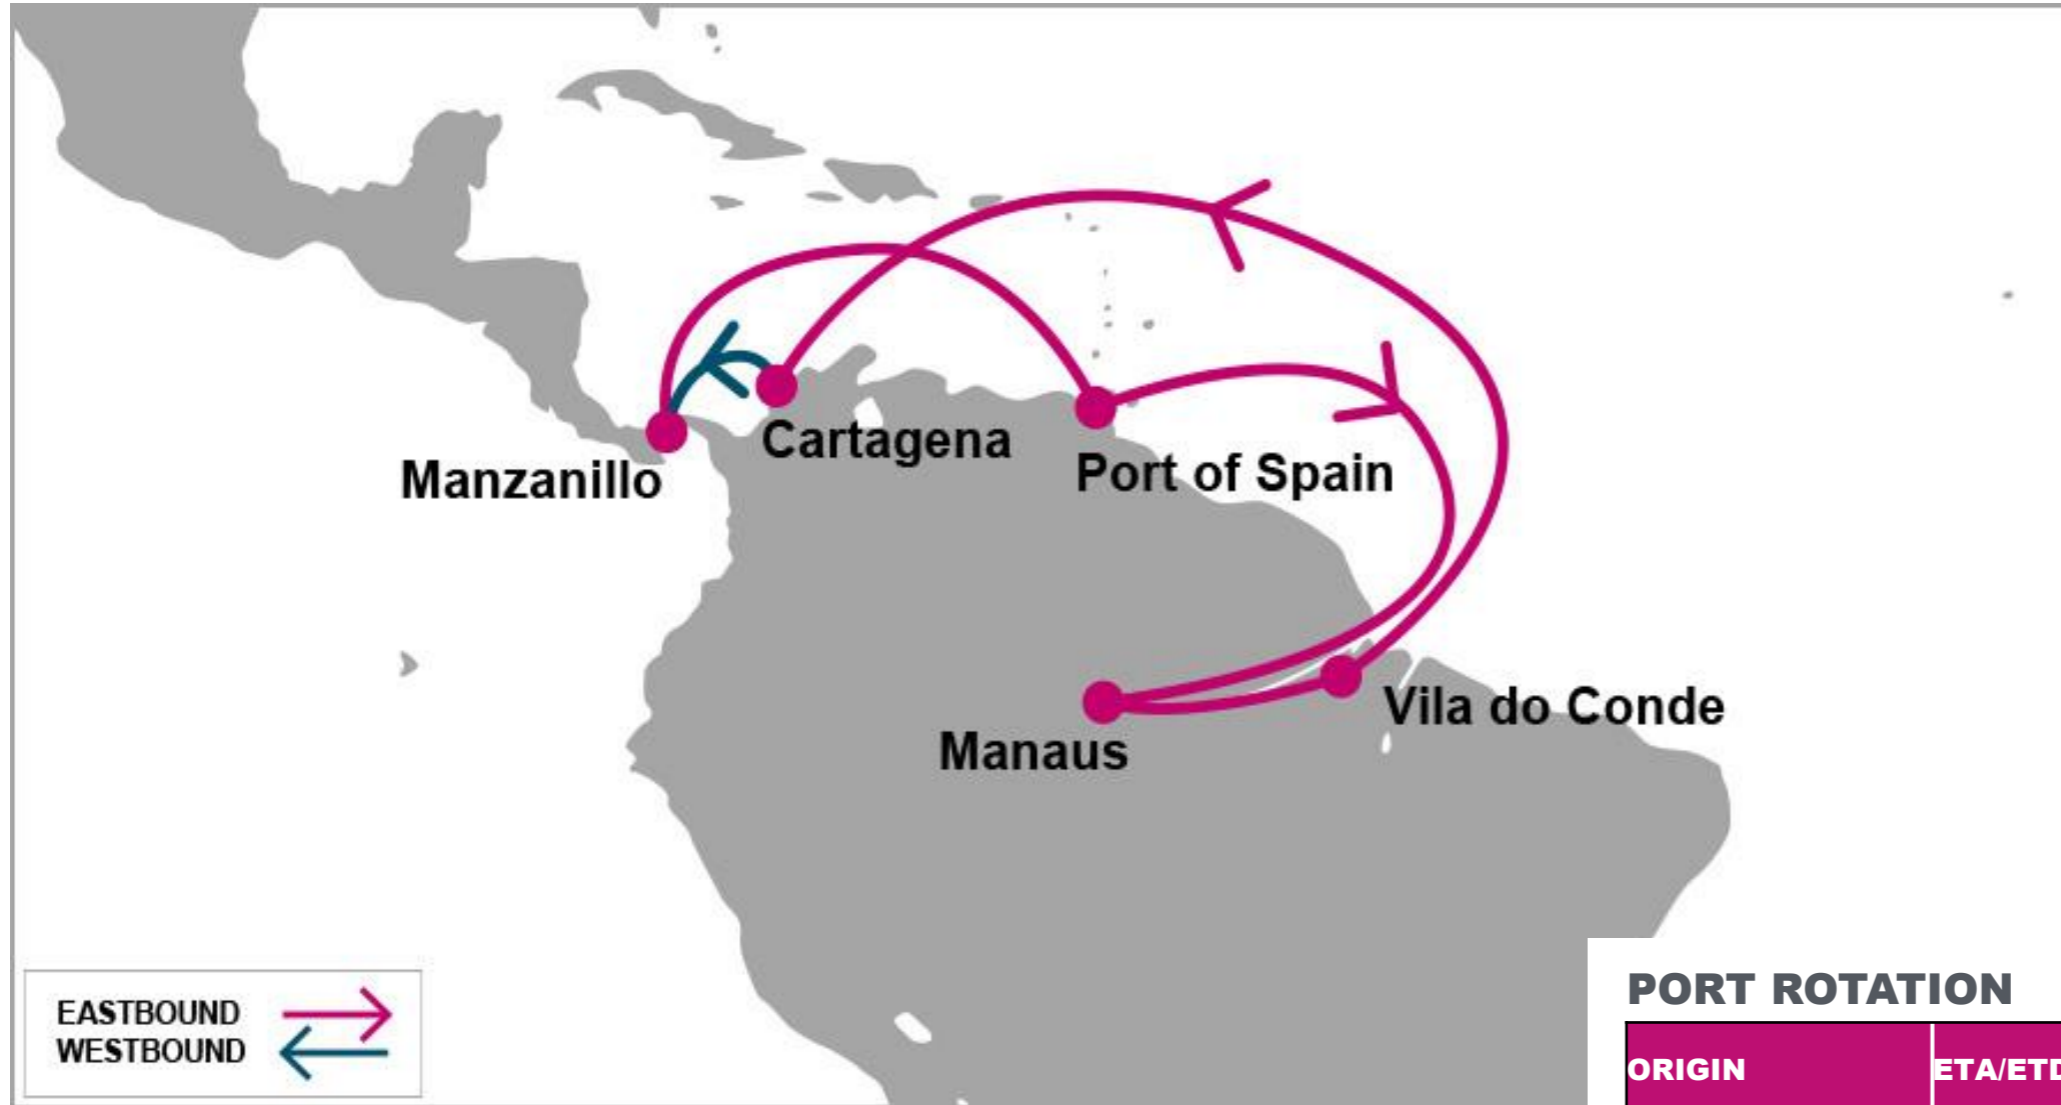 Manzanillo
Cartagena
Port of Spain
Manaus
Vila do Conde
EASTBOUND
WESTBOUND
PORT ROTATION
ORIGIN ETA/ETD